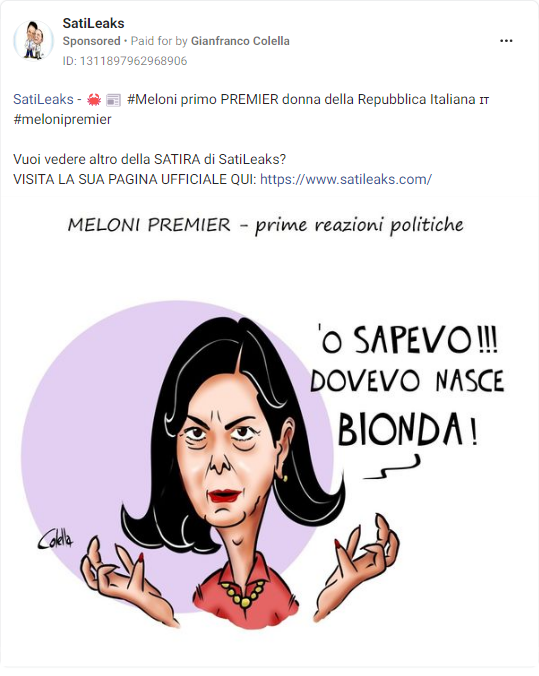 SatiLeaks
Sponsored • Paid for by Gianfranco Colella
ID: 1311897962968906
SatiLeaks - 🦀 📰 #Meloni primo PREMIER donna della Repubblica Italiana IT
#melonipremier
Vuoi vedere altro della SATIRA di SatiLeaks?
VISITA LA SUA PAGINA UFFICIALE QUI: https://www.satileaks.com/
MELONI PREMIER - prime reazioni politiche
'O SAPEVO!!!
DOVEVO NASCE
BIONDA!
Colella